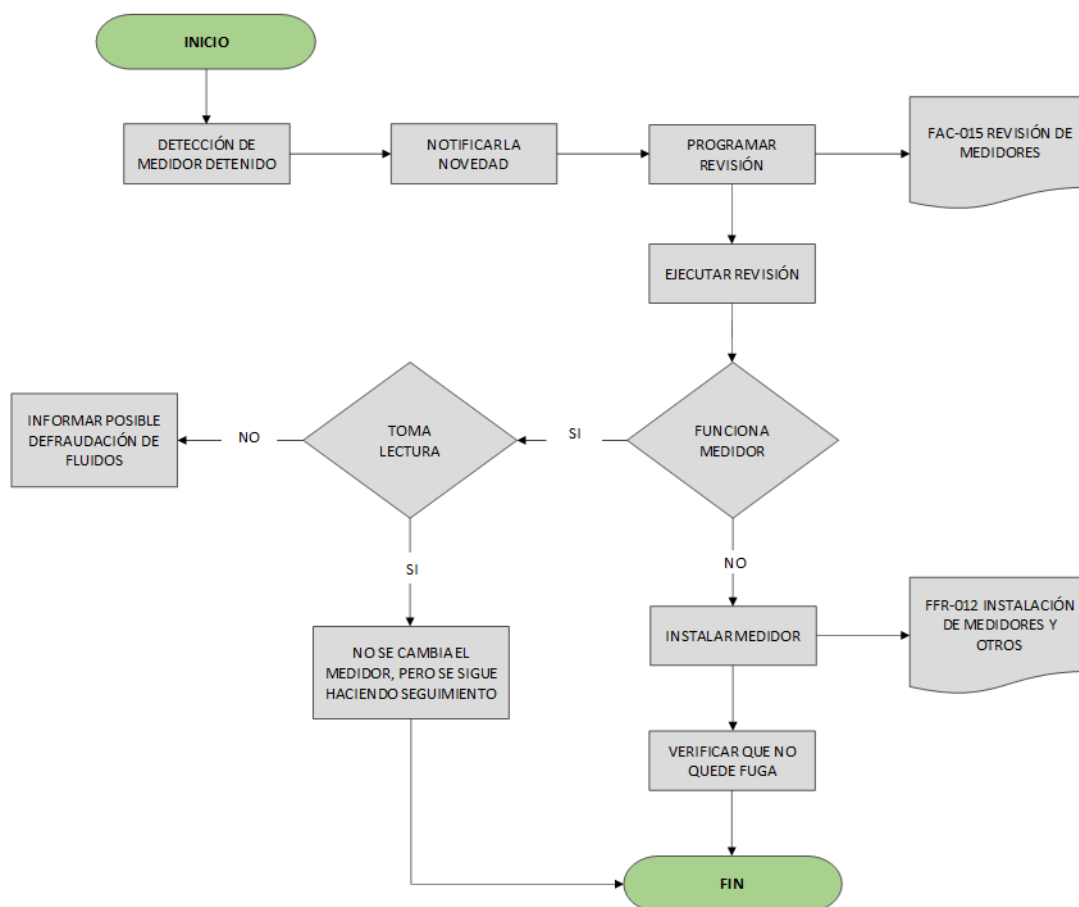 INICIO
DETECCIÓN DE
MEDIDOR DETENIDO
NOTIFICAR LA
NOVEDAD
PROGRAMAR
REVISIÓN
FAC-015 REVISIÓN DE
MEDIDORES
EJECUTAR REVISIÓN
FUNCIONA
MEDIDOR
SI
TOMA
LECTURA
NO
INFORMAR POSIBLE
DEFRAUDACIÓN DE
FLUIDOS
SI
NO
NO SE CAMBIA EL
MEDIDOR, PERO SE SIGUE
HACIENDO SEGUIMIENTO
INSTALAR MEDIDOR
FFR-012 INSTALACIÓN
DE MEDIDORES Y
OTROS
VERIFICAR QUE NO
QUEDE FUGA
FIN